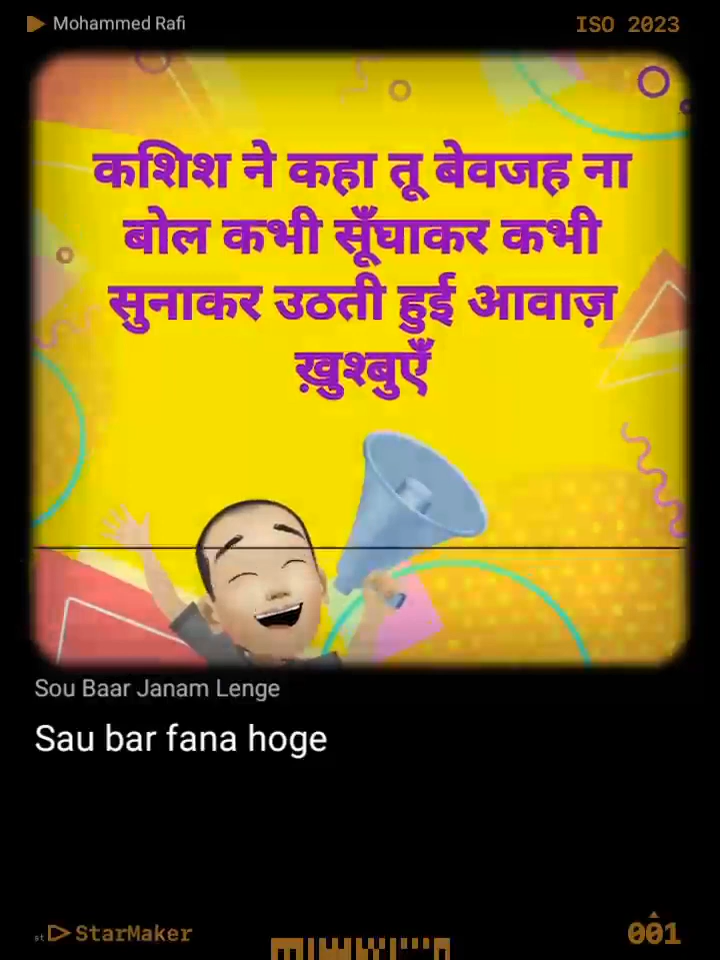 Mohammed Rafi
ISO 2023
कशिश ने कहा तू बेवजह ना
बोल कभी सूँघाकर कभी
सुनाकर उठती हुई आवाज़
ख़ुश्बुएँ
Sou Baar Janam Lenge
Sau bar fana hoge
st StarMaker
001